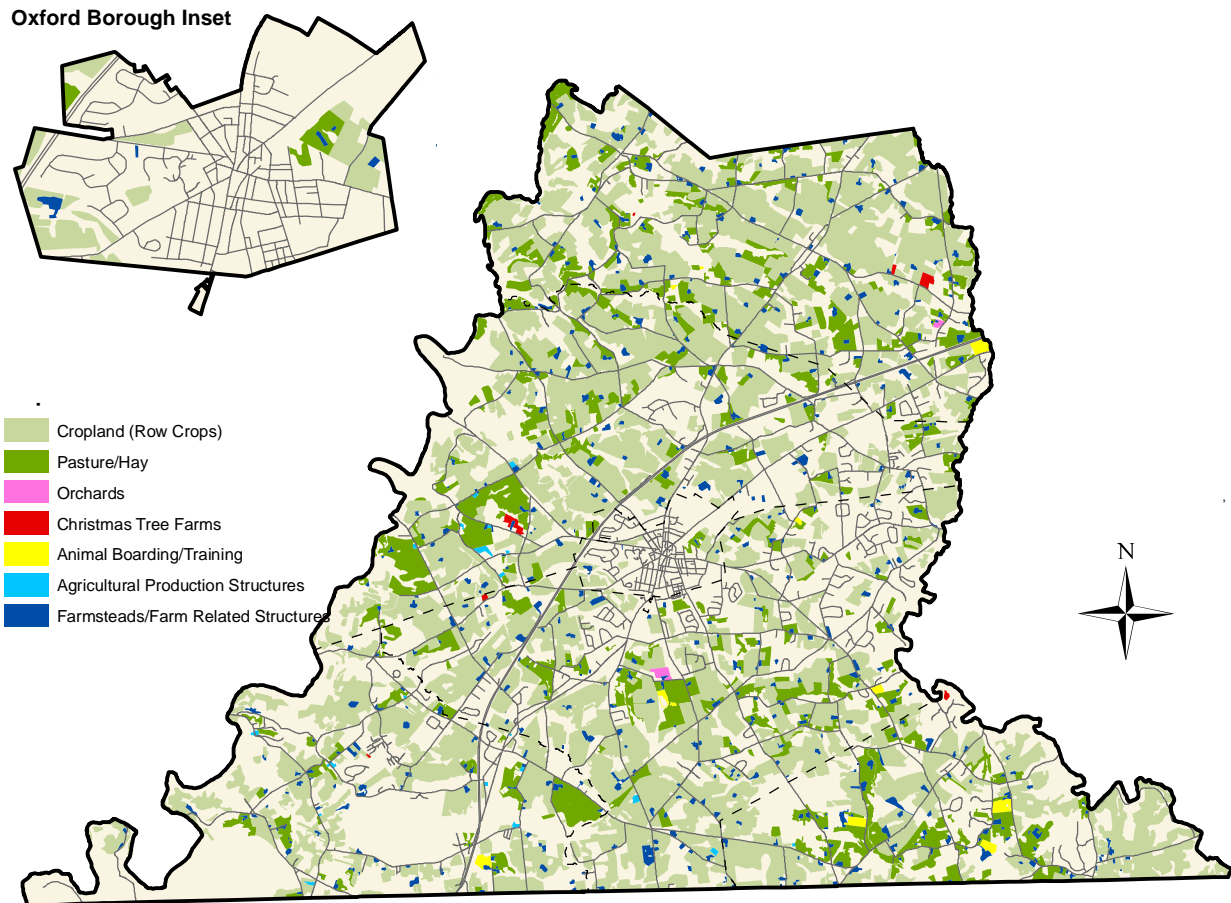 Oxford Borough Inset
Cropland (Row Crops)
Pasture/Hay
Orchards
Christmas Tree Farms
Animal Boarding/Training
Agricultural Production Structures
Farmsteads/Farm Related Structures
N